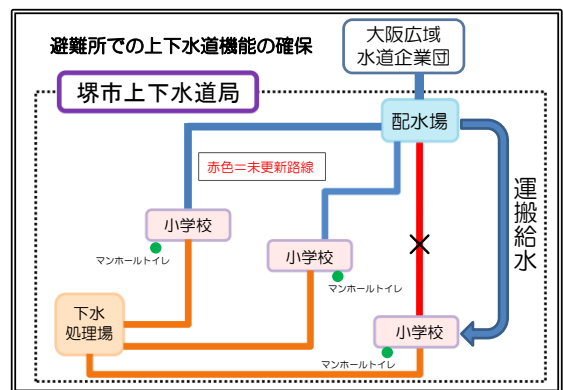 避難所での上下水道機能の確保
大阪広域
水道企業団
堺市上下水道局
配水場
赤色＝未更新路線
運搬給水
小学校
マンホールトイレ
小学校
マンホールトイレ
下水
処理場
小学校
マンホールトイレ